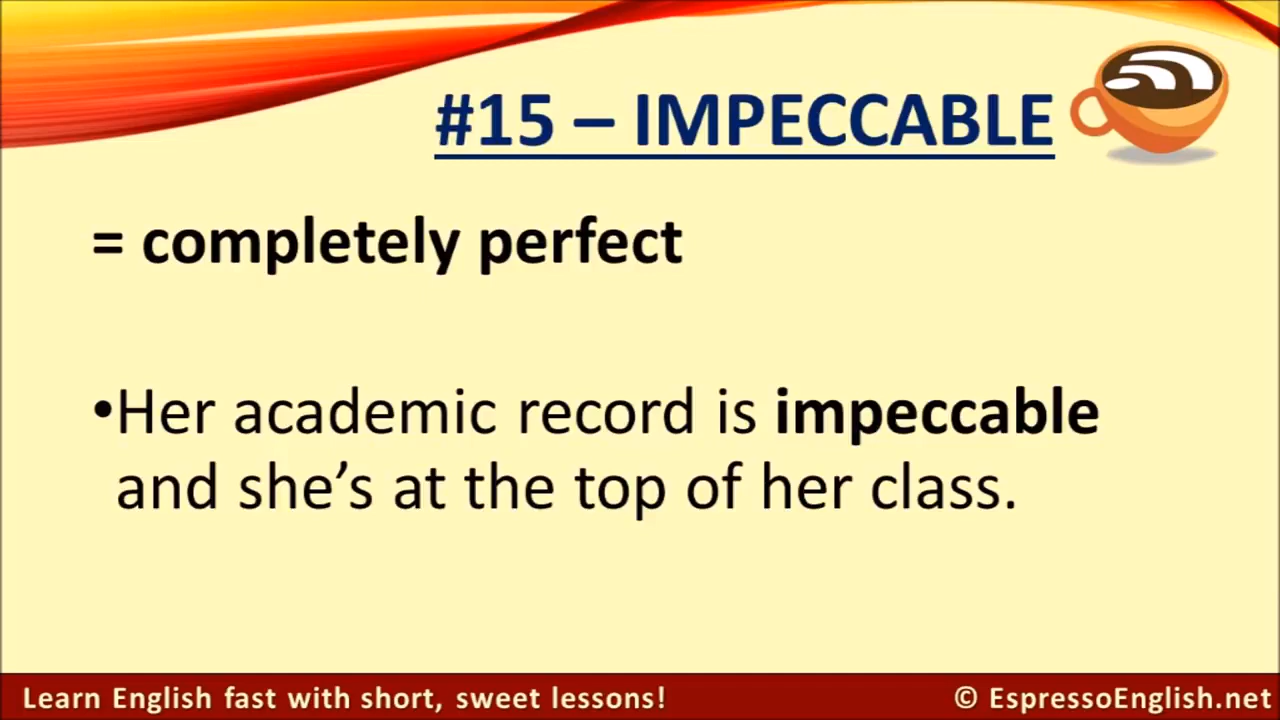 #15 – IMPECCABLE
= completely perfect
•Her academic record is impeccable
and she’s at the top of her class.
Learn English fast with short, sweet lessons!
© EspressoEnglish.net